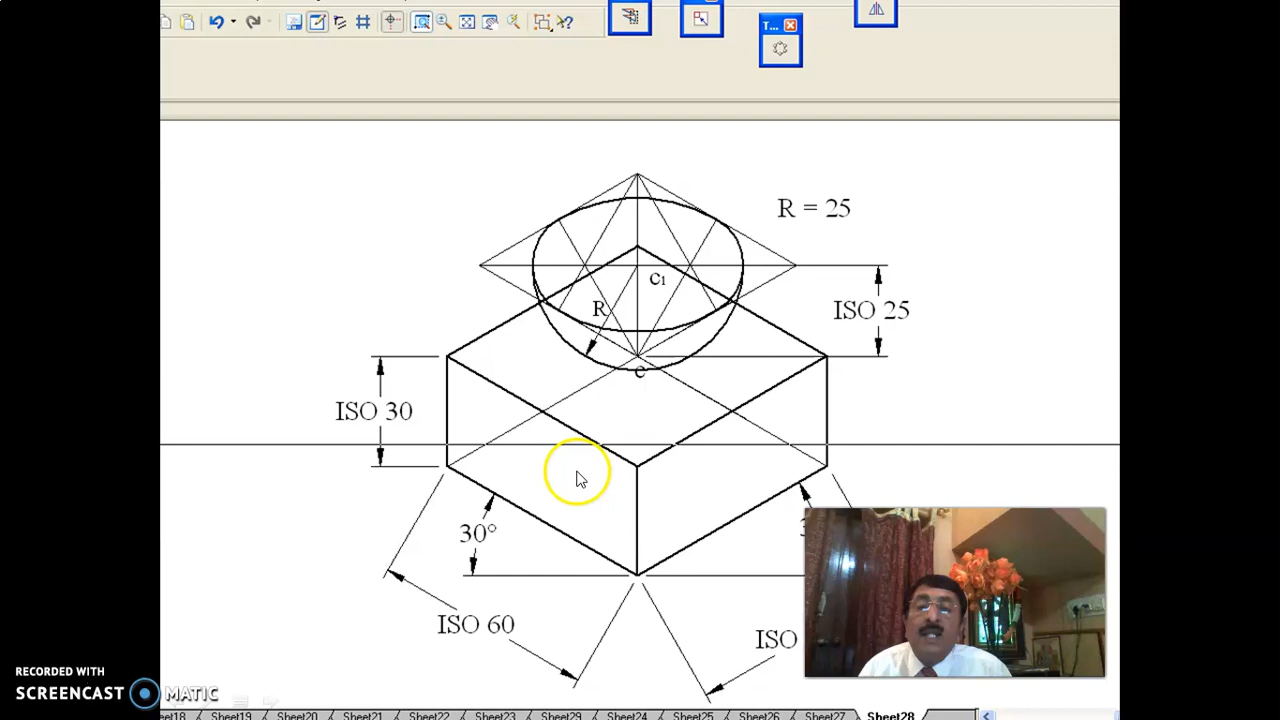 T...
R = 25
C1
R
ISO 25
C
ISO 30
30°
ISO 60
ISO
RECORDED WITH
SCREENCAST MATIC
Sheet19 Sheet20 Sheet21 Sheet22 Sheet23 Sheet29 Sheet24 Sheet25 Sheet26 Sheet27 Sheet28